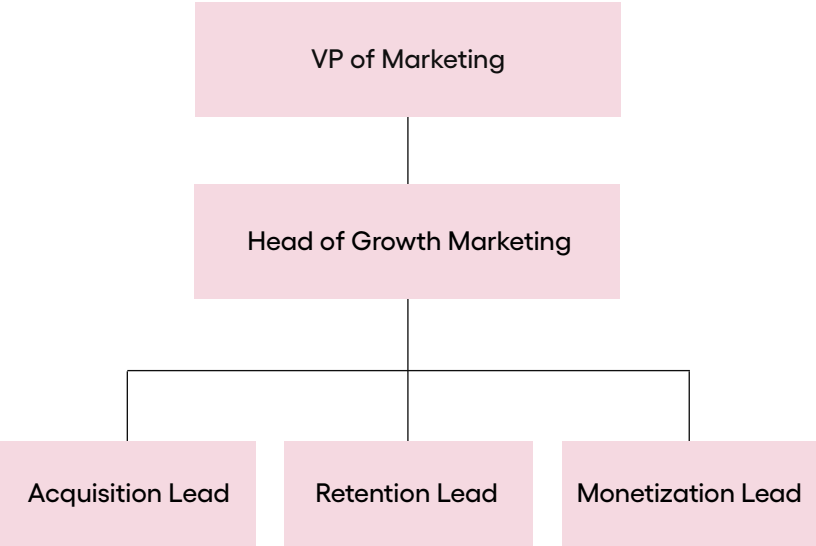 VP of Marketing
Head of Growth Marketing
Acquisition Lead
Retention Lead
Monetization Lead